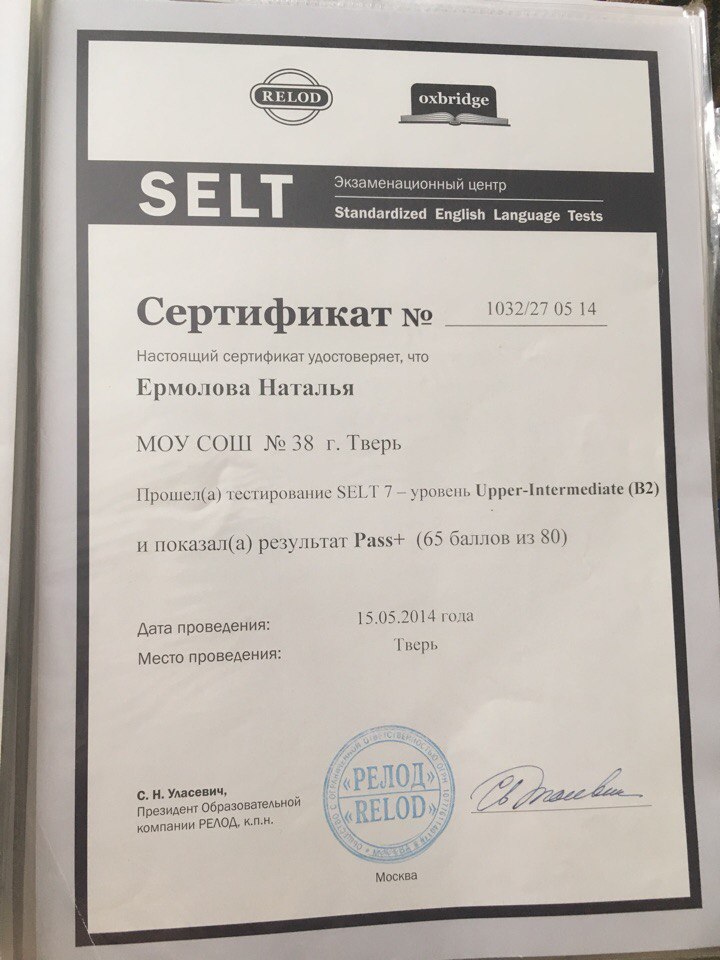 RELOD
oxbridge
SELT
Экзаменационный центр
Standardized English Language Tests
Сертификат № 1032/27 05 14
Настоящий сертификат удостоверяет, что
Ермолова Наталья
МОУ СОШ № 38 г. Тверь
Прошел(а) тестирование SELT 7 – уровень Upper-Intermediate (B2)
и показал(а) результат Pass+ (65 баллов из 80)
Дата проведения: 15.05.2014 года
Место проведения: Тверь
С. Н. Уласевич,
Президент Образовательной
компании РЕЛОД, к.п.н.
«РЕЛОД»
«RELOD»
Москва